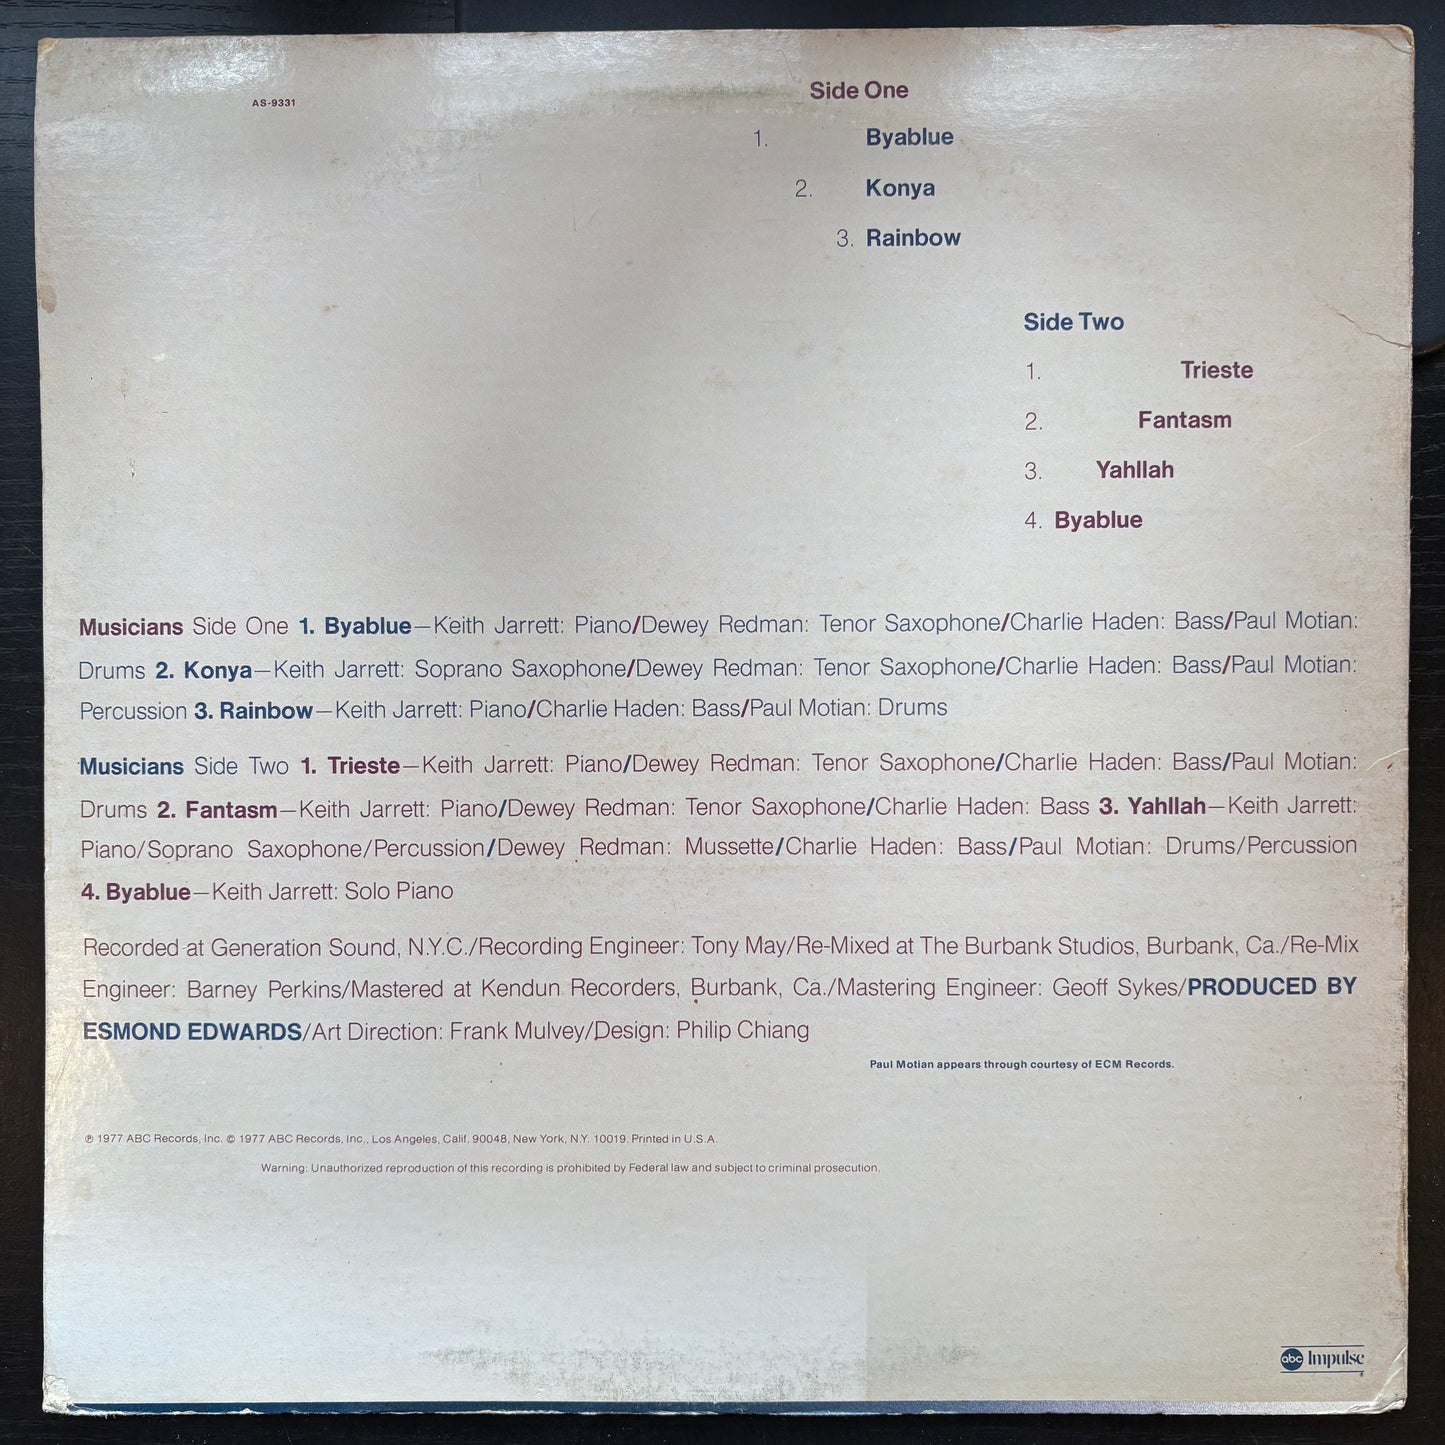 AS-9331
Side One
1. Byablue
2. Konya
3. Rainbow
Side Two
1. Trieste
2. Fantasm
3. Yahllah
4. Byablue
Musicians Side One 1. Byablue—Keith Jarrett: Piano/Dewey Redman: Tenor Saxophone/Charlie Haden: Bass/Paul Motian:
Drums 2. Konya—Keith Jarrett: Soprano Saxophone/Dewey Redman: Tenor Saxophone/Charlie Haden: Bass/Paul Motian:
Percussion 3. Rainbow—Keith Jarrett: Piano/Charlie Haden: Bass/Paul Motian: Drums
Musicians Side Two 1. Trieste—Keith Jarrett: Piano/Dewey Redman: Tenor Saxophone/Charlie Haden: Bass/Paul Motian:
Drums 2. Fantasm—Keith Jarrett: Piano/Dewey Redman: Tenor Saxophone/Charlie Haden: Bass 3. Yahllah—Keith Jarrett:
Piano/Soprano Saxophone/Percussion/Dewey Redman: Mussette/Charlie Haden: Bass/Paul Motian: Drums/Percussion
4. Byablue—Keith Jarrett: Solo Piano
Recorded at Generation Sound, N.Y.C./Recording Engineer: Tony May/Re-Mixed at The Burbank Studios, Burbank, Ca./Re-Mix
Engineer: Barney Perkins/Mastered at Kendun Recorders, Burbank, Ca./Mastering Engineer: Geoff Sykes/PRODUCED BY
ESMOND EDWARDS/Art Direction: Frank Mulvey/Design: Philip Chiang
Paul Motian appears through courtesy of ECM Records.
℗ 1977 ABC Records, Inc. © 1977 ABC Records, Inc., Los Angeles, Calif. 90048, New York, N.Y. 10019. Printed in U.S.A.
Warning: Unauthorized reproduction of this recording is prohibited by Federal law and subject to criminal prosecution.
abc Impulse
®